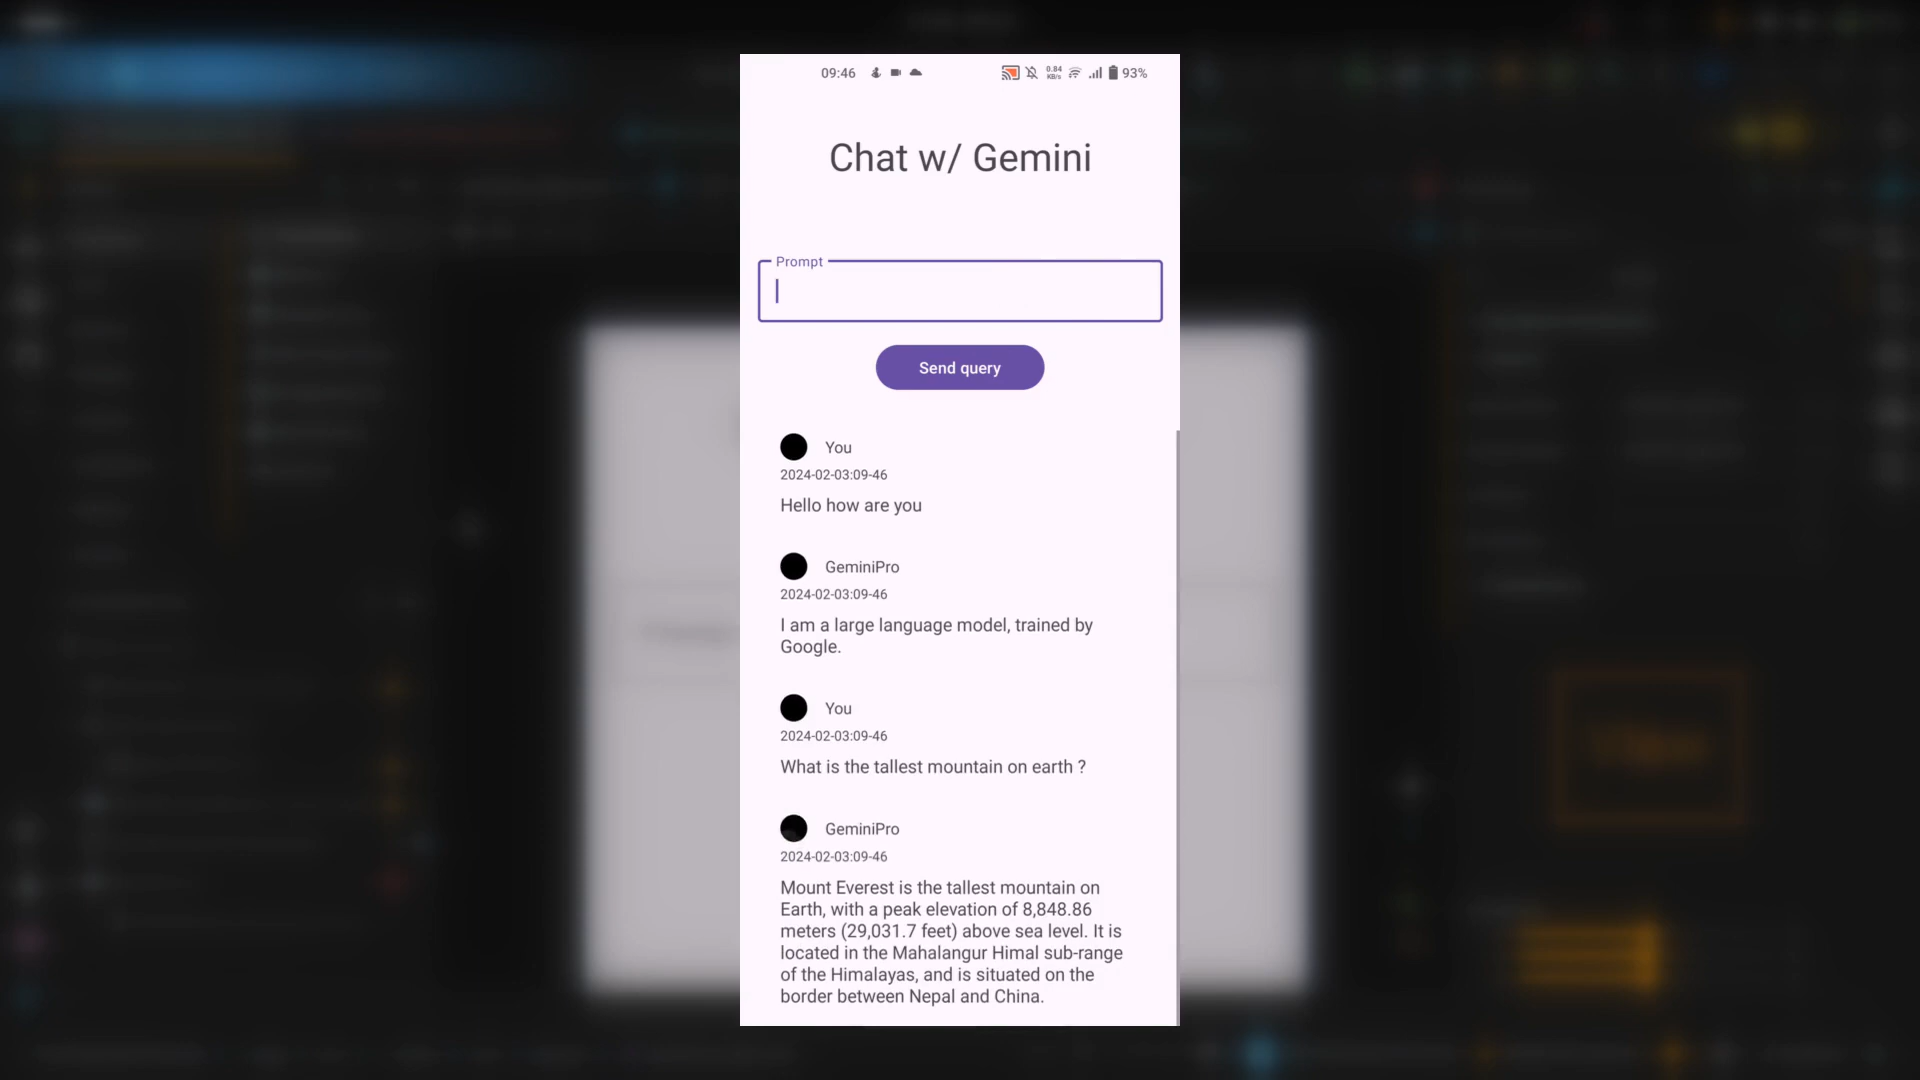 09:46
0.84
KB/s
93%
Chat w/ Gemini
Prompt
Send query
You
2024-02-03:09-46
Hello how are you
GeminiPro
2024-02-03:09-46
I am a large language model, trained by
Google.
You
2024-02-03:09-46
What is the tallest mountain on earth ?
GeminiPro
2024-02-03:09-46
Mount Everest is the tallest mountain on
Earth, with a peak elevation of 8,848.86
meters (29,031.7 feet) above sea level. It is
located in the Mahalangur Himal sub-range
of the Himalayas, and is situated on the
border between Nepal and China.